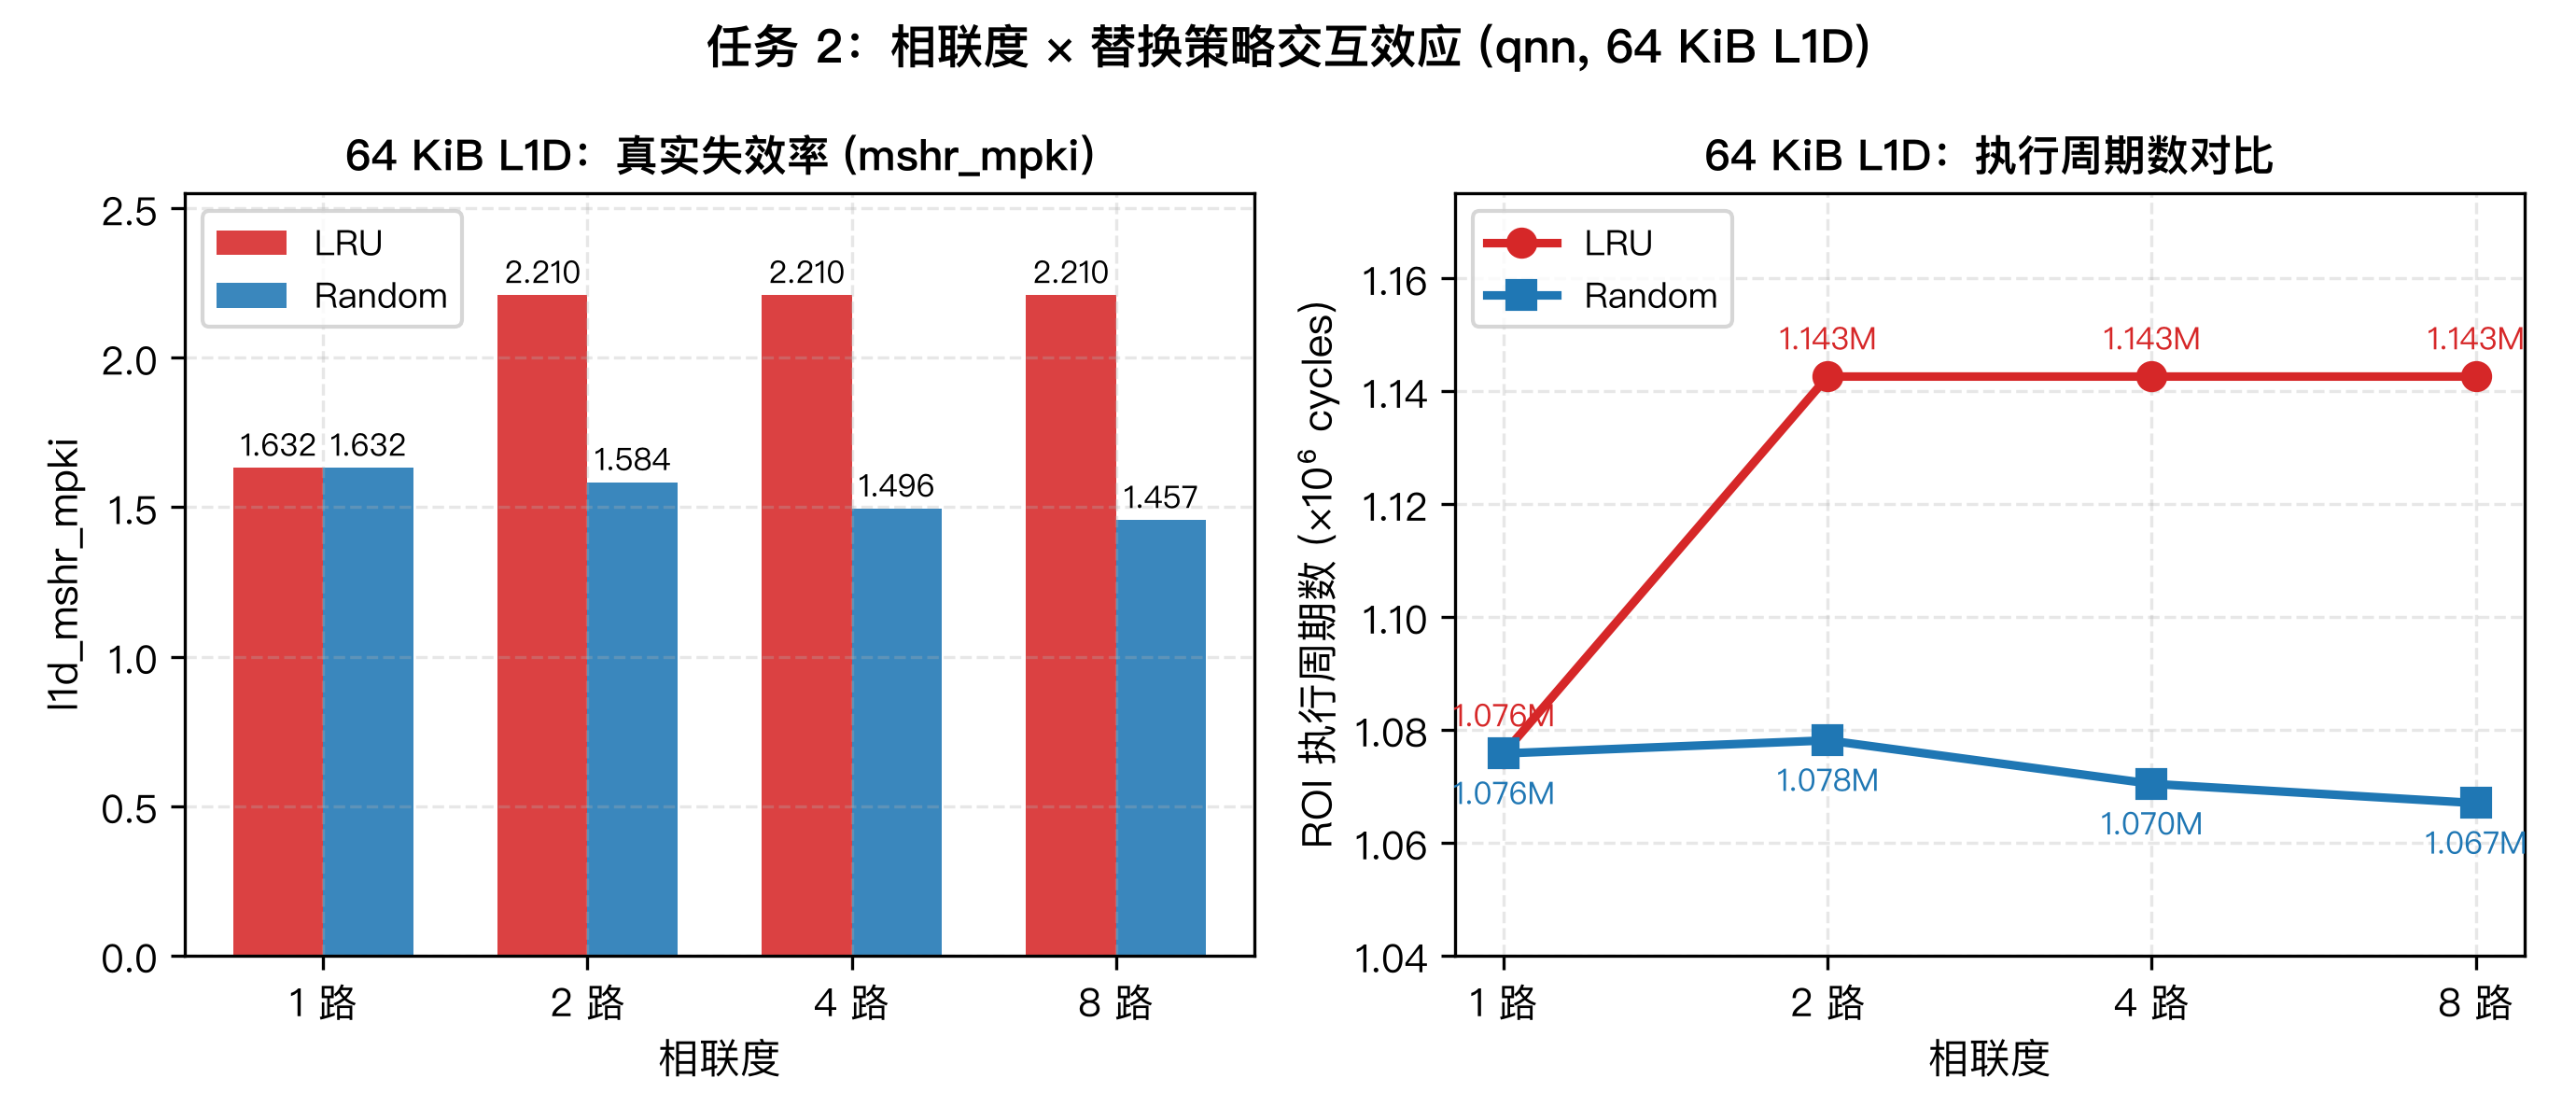 任务 2：相联度 × 替换策略交互效应 (qnn, 64 KiB L1D)
64 KiB L1D：真实失效率 (mshr_mpki)
LRU
Random
l1d_mshr_mpki
2.5
2.0
1.5
1.0
0.5
0.0
1.632
1.632
2.210
1.584
2.210
1.496
2.210
1.457
1 路
2 路
4 路
8 路
相联度
64 KiB L1D：执行周期数对比
LRU
Random
ROI 执行周期数 (×10⁶ cycles)
1.16
1.14
1.12
1.10
1.08
1.06
1.04
1.076M
1.143M
1.143M
1.143M
1.076M
1.078M
1.070M
1.067M
1 路
2 路
4 路
8 路
相联度